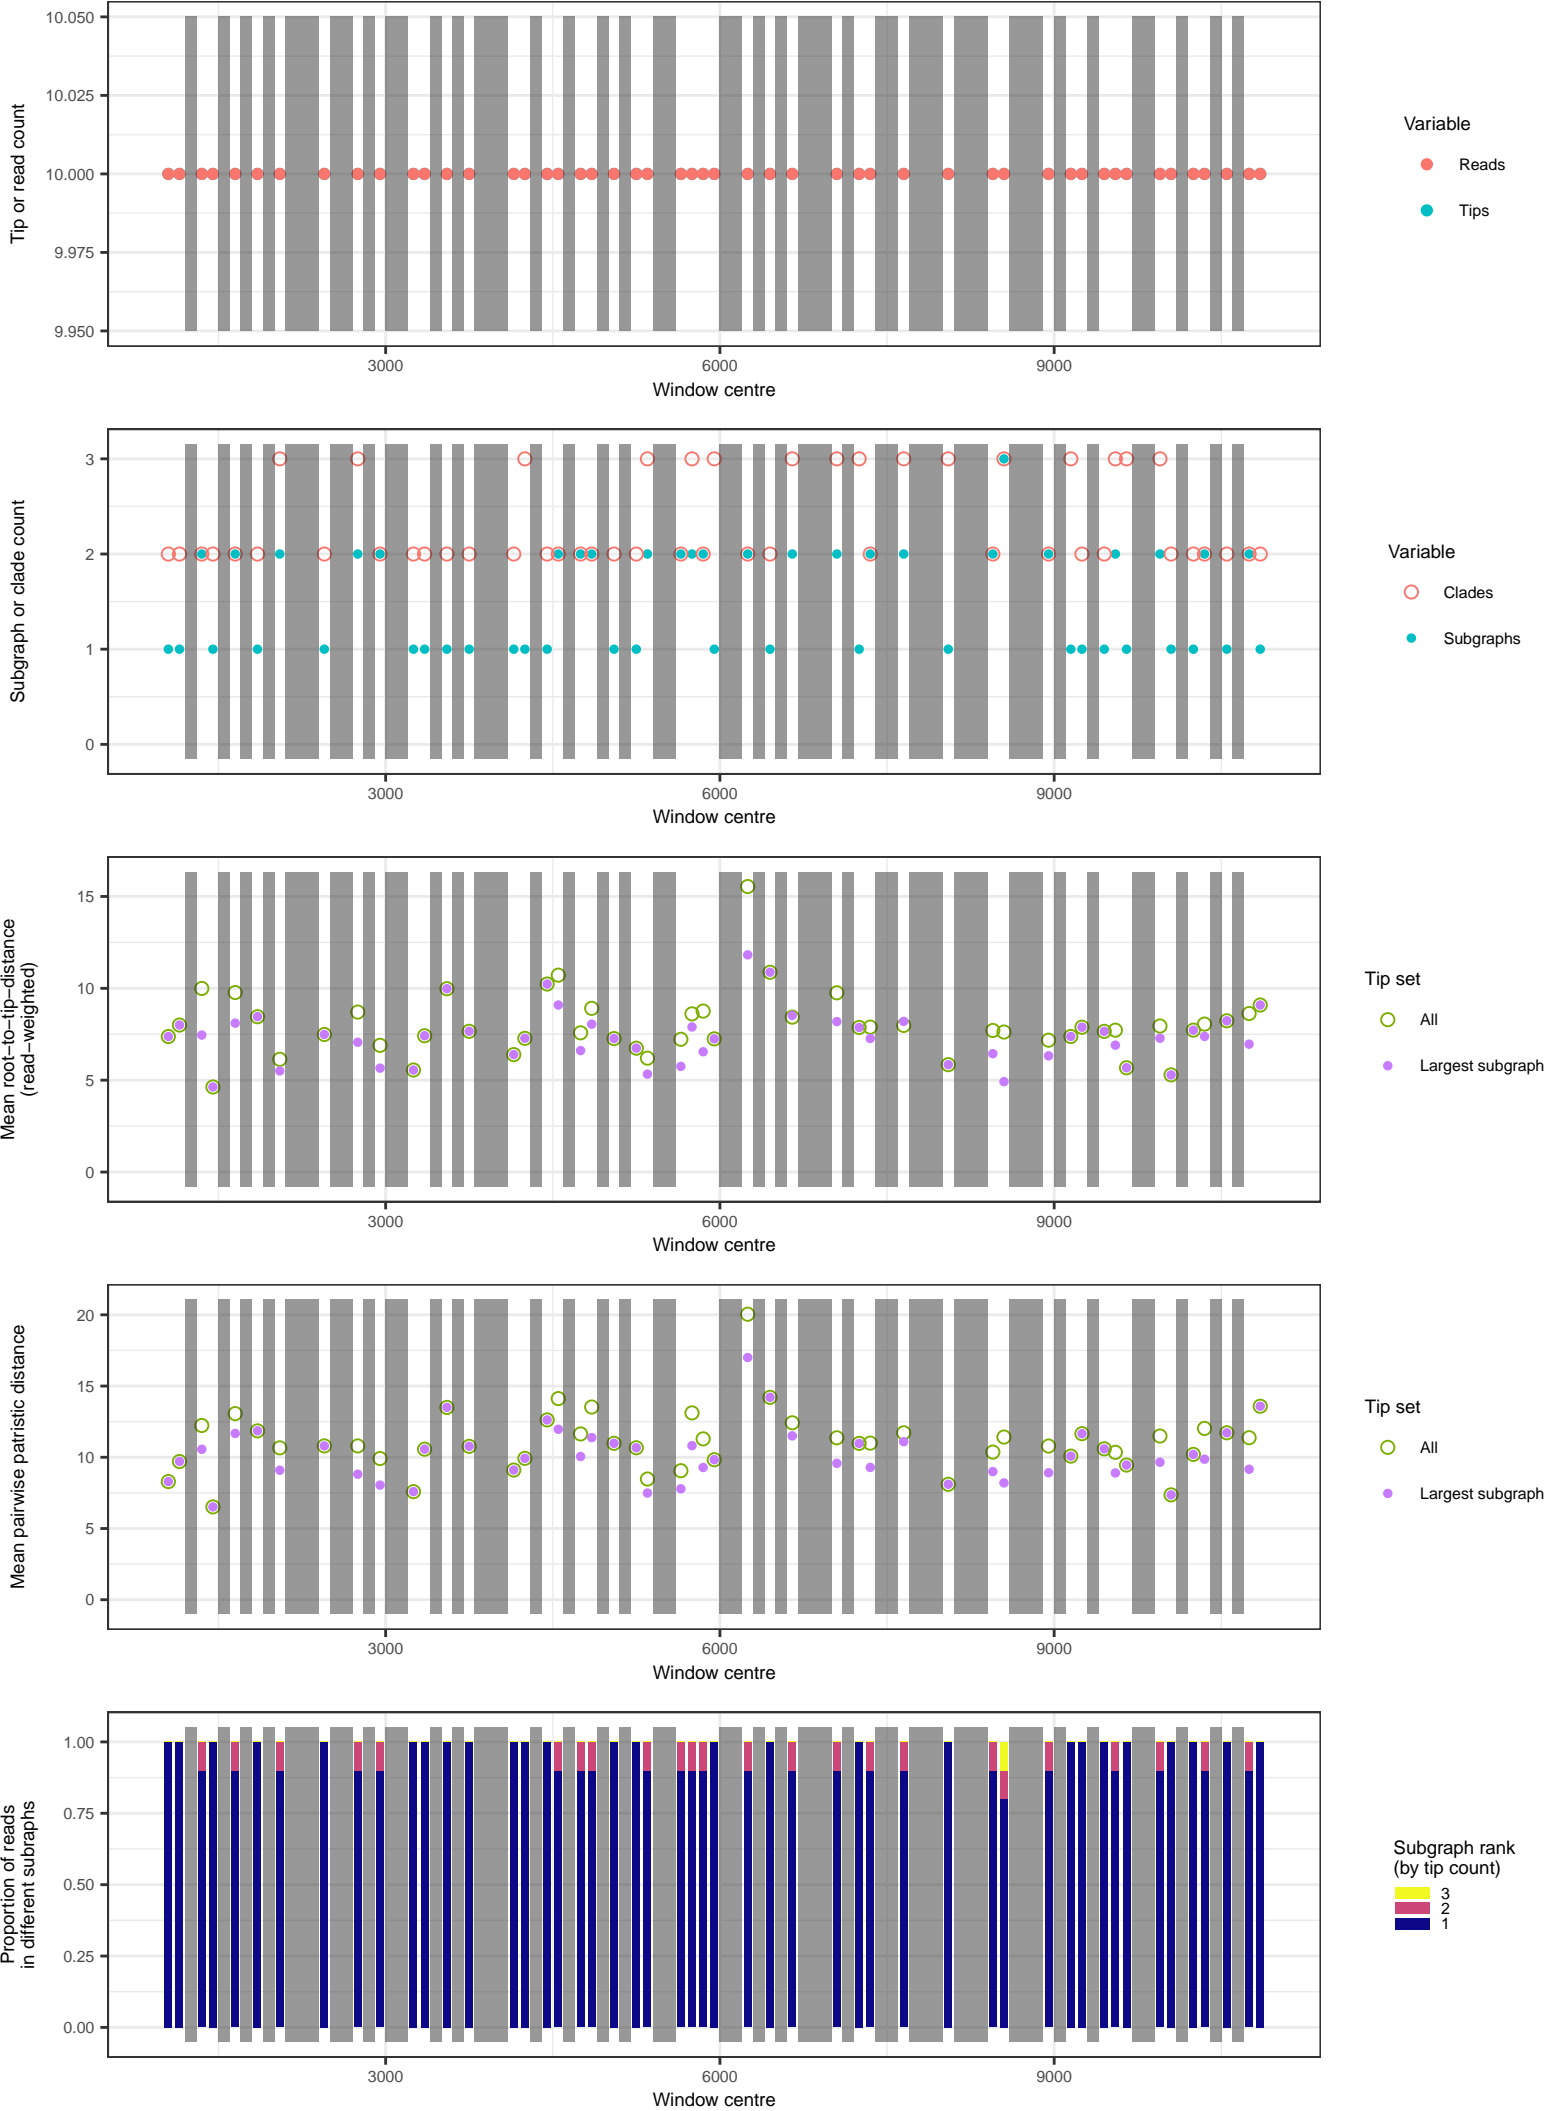 10.050
10.025
10.000
9.975
9.950
Tip or read count
3000
6000
9000
Window centre
Variable
Reads
Tips
3
2
1
0
Subgraph or clade count
3000
6000
9000
Window centre
Variable
Clades
Subgraphs
15
10
5
0
Mean root−to−tip−distance
(read−weighted)
3000
6000
9000
Window centre
Tip set
All
Largest subgraph
20
15
10
5
0
Mean pairwise patristic distance
3000
6000
9000
Window centre
Tip set
All
Largest subgraph
1.00
0.75
0.50
0.25
0.00
Proportion of reads
in different subraphs
3000
6000
9000
Window centre
Subgraph rank
(by tip count)
3
2
1